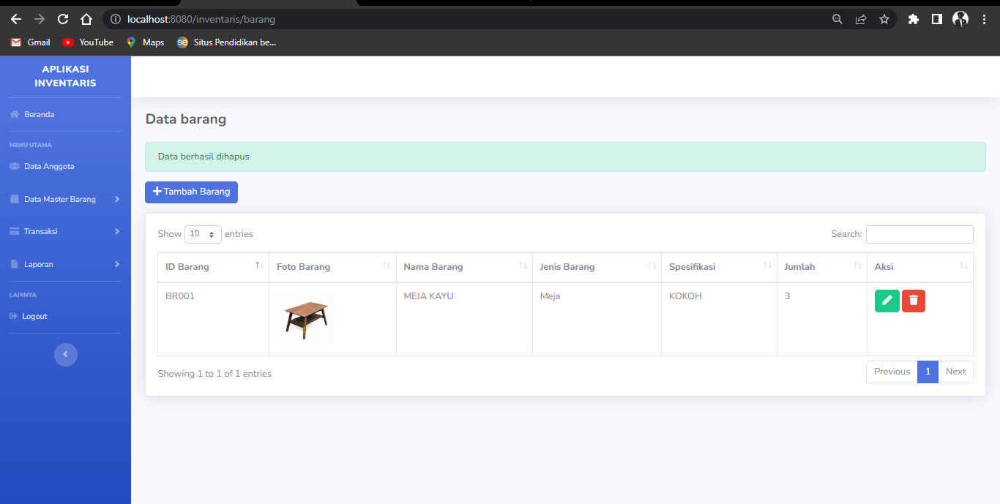 localhost:8080/inventaris/barang
Gmail YouTube Maps Situs Pendidikan be...
APLIKASI
INVENTARIS
Beranda
MENU UTAMA
Data Anggota
Data Master Barang
Transaksi
Laporan
LAINNYA
Logout
Data barang
Data berhasil dihapus
Tambah Barang
Show 10 entries Search:
ID Barang Foto Barang Nama Barang Jenis Barang Spesifikasi Jumlah Aksi
BR001 MEJA KAYU Meja KOKOH 3
Showing 1 to 1 of 1 entries Previous 1 Next